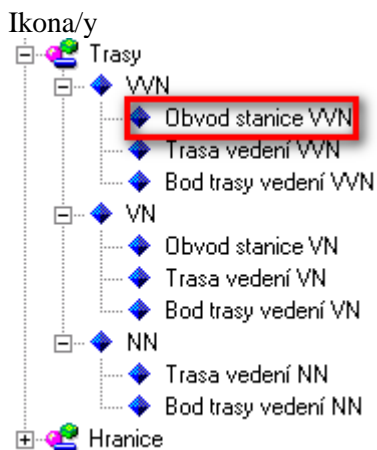 Ikona/y
Trasy
VVN
Obvod stanice VVN
Trasa vedení VVN
Bod trasy vedení VVN
VN
Obvod stanice VN
Trasa vedení VN
Bod trasy vedení VN
NN
Trasa vedení NN
Bod trasy vedení NN
Hranice